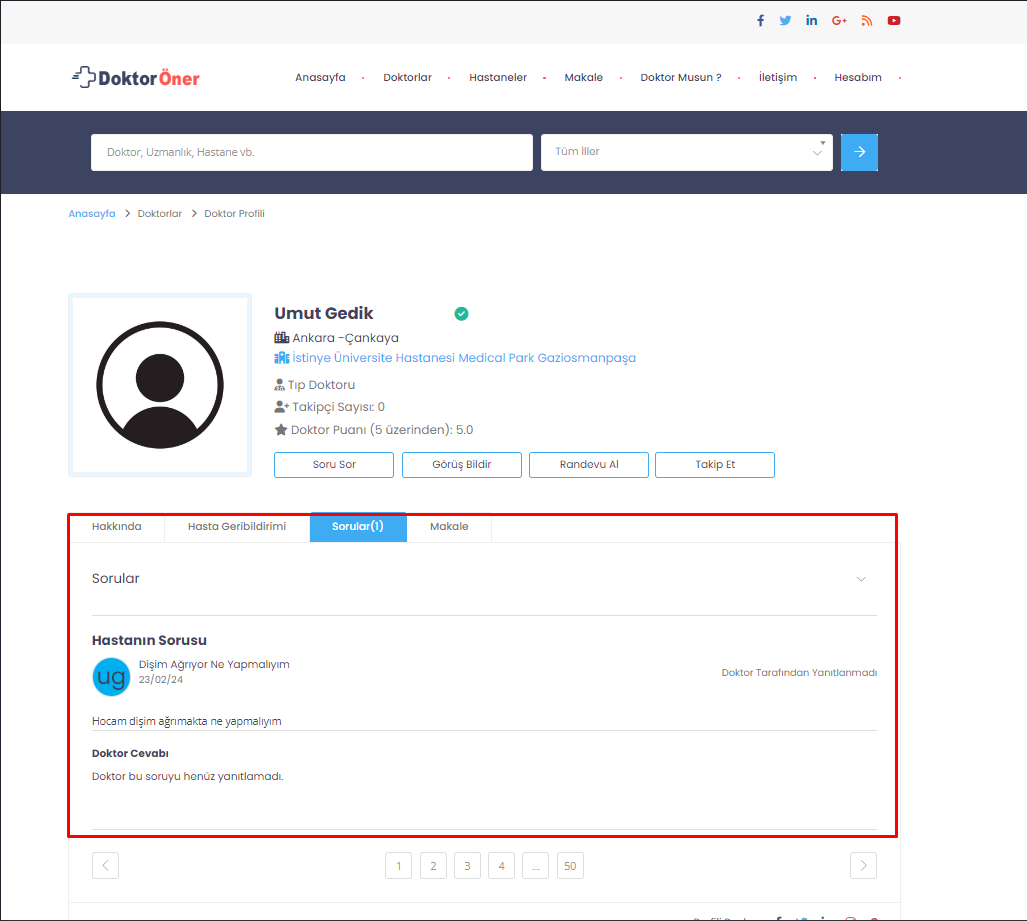 G+
DoktorÖner
Anasayfa
Doktorlar
Hastaneler
Makale
Doktor Musun ?
İletişim
Hesabım
Doktor, Uzmanlık, Hastane vb.
Tüm İller
Anasayfa > Doktorlar > Doktor Profili
Umut Gedik
Ankara -Çankaya
İstinye Üniversite Hastanesi Medical Park Gaziosmanpaşa
Tıp Doktoru
Takipçi Sayısı: 0
Doktor Puanı (5 üzerinden): 5.0
Soru Sor
Görüş Bildir
Randevu Al
Takip Et
Hakkında
Hasta Geribildirimi
Sorular(1)
Makale
Sorular
Hastanın Sorusu
ug
Dişim Ağrıyor Ne Yapmalıyım
23/02/24
Doktor Tarafından Yanıtlanmadı
Hocam dişim ağrımakta ne yapmalıyım
Doktor Cevabı
Doktor bu soruyu henüz yanıtlamadı.
1
2
3
4
...
50